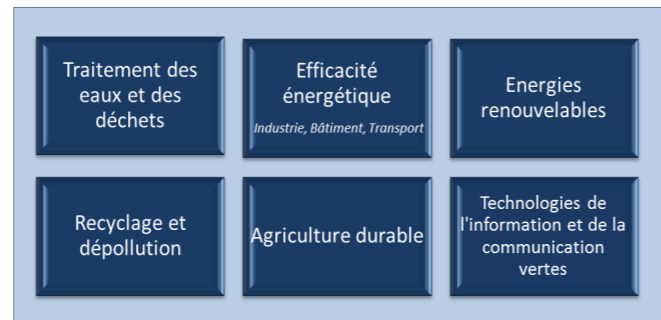 Traitement des
eaux et des
déchets
Efficacité
énergétique
Industrie, Bâtiment, Transport
Energies
renouvelables
Recyclage et
dépollution
Agriculture durable
Technologies de
l'information et de la
communication
vertes